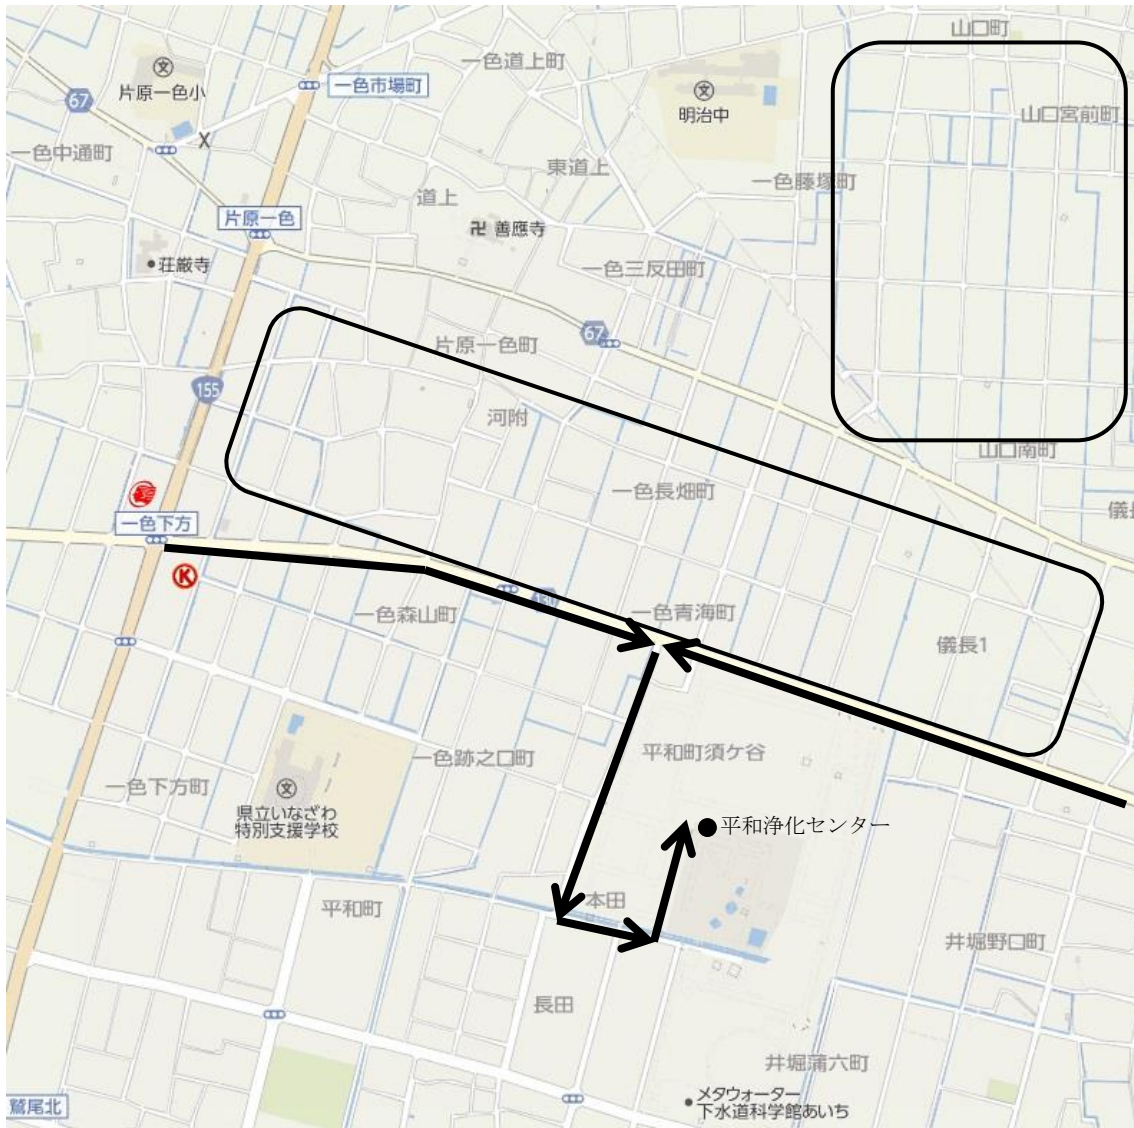 山口町
一色道上町
文
片原一色小
一色市場町
文
明治中
67
山口宮前町
X
一色中通町
東道上
一色藤塚町
道上
片原一色
卍 善應寺
荘厳寺
一色三反田町
67
片原一色町
155
河附
山口南町
一色長畑町
一色下方
K
一色森山町
一色青海町
儀長1
平和町須ケ谷
一色跡之口町
一色下方町
文
県立いなざわ
特別支援学校
●平和浄化センター
本田
平和町
井堀野口町
長田
井堀蒲六町
メタウォーター
下水道科学館あいち
鷲尾北